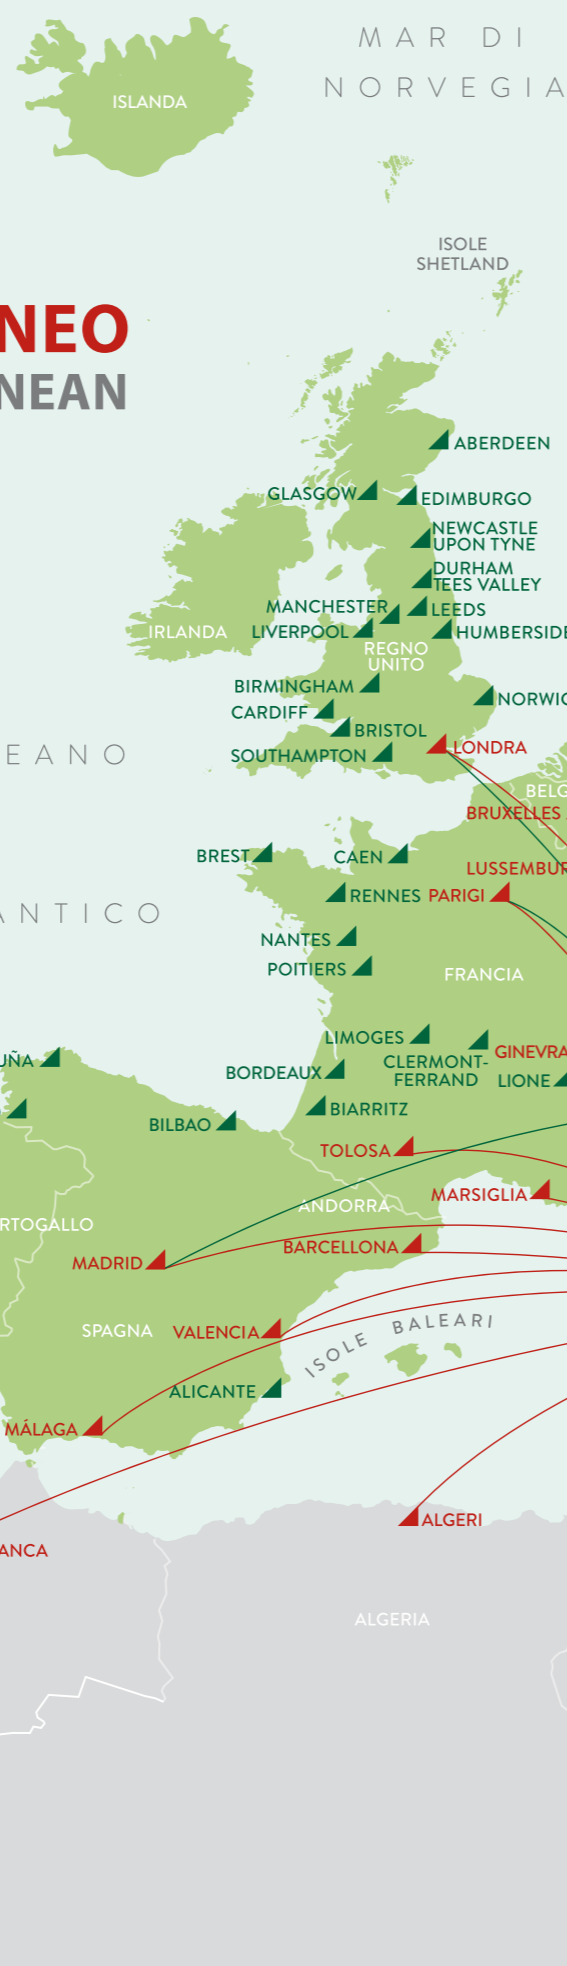 MAR DI
NORVEGIA
ISLANDA
ISOLE
SHETLAND
NEO
NEAN
ABERDEEN
GLASGOW
EDIMBURGO
NEWCASTLE
UPON TYNE
DURHAM
TEES VALLEY
MANCHESTER
LEEDS
IRLANDA
LIVERPOOL
HUMBERSIDE
REGNO
UNITO
BIRMINGHAM
NORWIC
CARDIFF
BRISTOL
SOUTHAMPTON
LONDRA
EANO
BELG
BRUXELLES
BREST
CAEN
LUSSEMBUR
RENNES
PARIGI
ANTICO
NANTES
POITIERS
FRANCIA
LIMOGES
GINEVRA
UÑA
CLERMONT-
FERRAND
BORDEAUX
LIONE
BIARRITZ
BILBAO
TOLOSA
MARSIGLIA
ANDORRA
RTOGALLO
BARCELLONA
MADRID
SPAGNA
VALENCIA
ISOLE BALEARI
ALICANTE
MÁLAGA
ALGERI
ANCA
ALGERIA